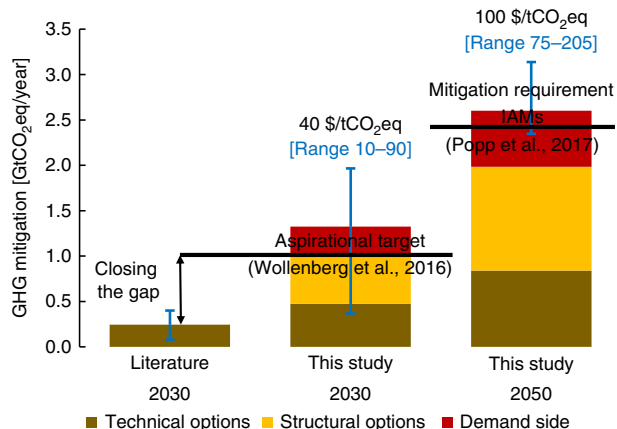 100 $/tCO2eq
[Range 75–205]
3.5
3.0
2.5
2.0
1.5
1.0
0.5
0.0
GHG mitigation [GtCO2eq/year]
Mitigation requirement
IAMs
(Popp et al., 2017)
40 $/tCO2eq
[Range 10–90]
Aspirational target
(Wollenberg et al., 2016)
Closing
the gap
Literature
This study
This study
2030
2030
2050
Technical options
Structural options
Demand side